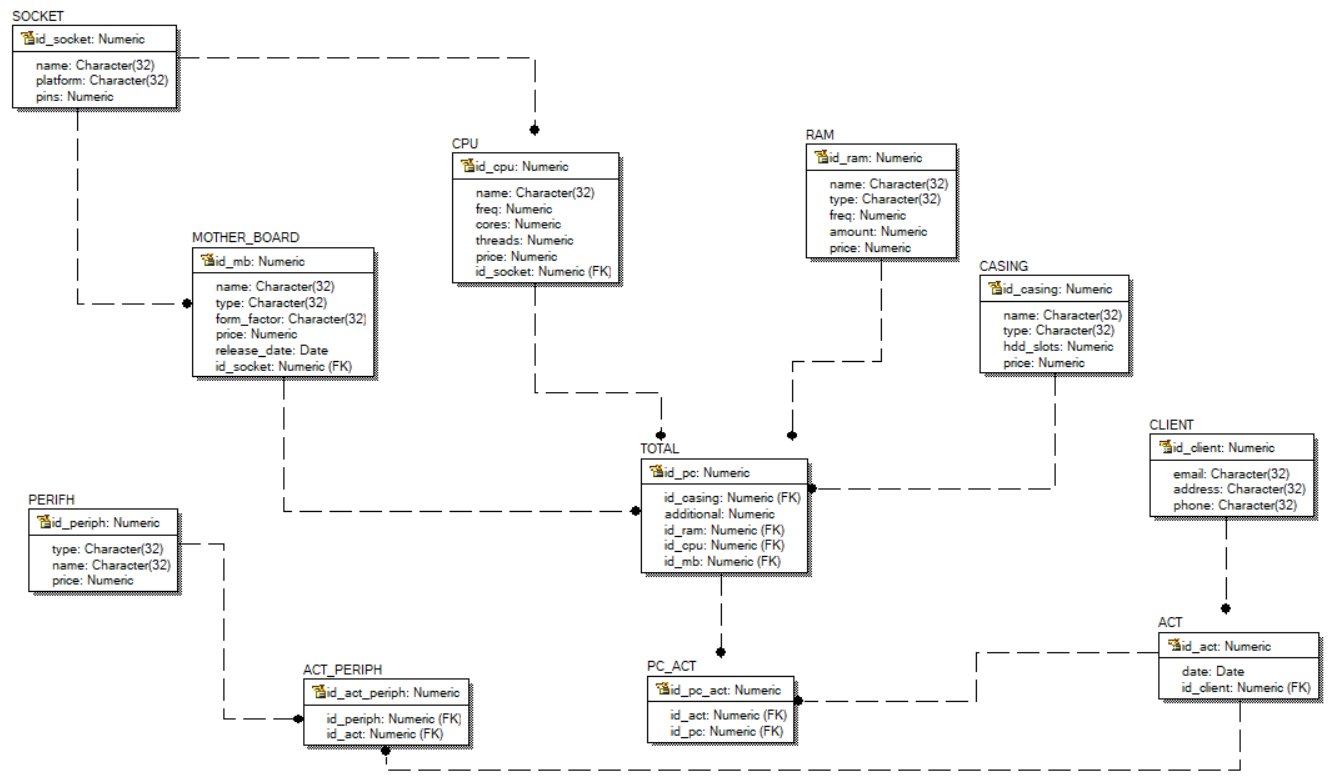 SOCKET
id_socket: Numeric
name: Character(32)
platform: Character(32)
pins: Numeric
CPU
id_cpu: Numeric
name: Character(32)
freq: Numeric
cores: Numeric
threads: Numeric
price: Numeric
id_socket: Numeric (FK)
RAM
id_ram: Numeric
name: Character(32)
type: Character(32)
freq: Numeric
amount: Numeric
price: Numeric
MOTHER_BOARD
id_mb: Numeric
name: Character(32)
type: Character(32)
form_factor: Character(32)
price: Numeric
release_date: Date
id_socket: Numeric (FK)
CASING
id_casing: Numeric
name: Character(32)
type: Character(32)
hdd_slots: Numeric
price: Numeric
TOTAL
id_pc: Numeric
id_casing: Numeric (FK)
additional: Numeric
id_ram: Numeric (FK)
id_cpu: Numeric (FK)
id_mb: Numeric (FK)
CLIENT
id_client: Numeric
email: Character(32)
address: Character(32)
phone: Character(32)
PERIFH
id_periph: Numeric
type: Character(32)
name: Character(32)
price: Numeric
ACT_PERIPH
id_act_periph: Numeric
id_periph: Numeric (FK)
id_act: Numeric (FK)
PC_ACT
id_pc_act: Numeric
id_act: Numeric (FK)
id_pc: Numeric (FK)
ACT
id_act: Numeric
date: Date
id_client: Numeric (FK)